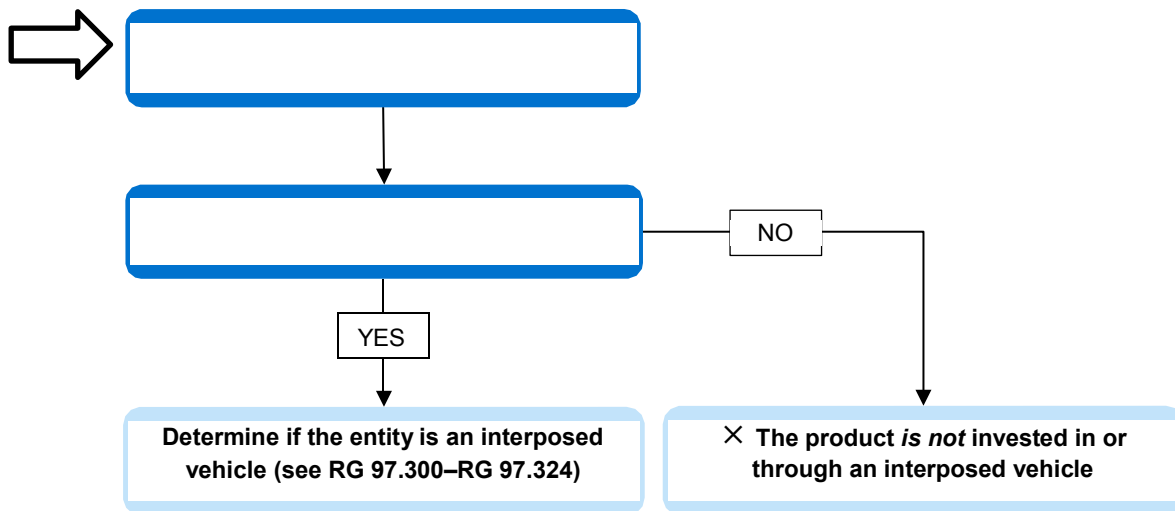 NO
YES
Determine if the entity is an interposed
vehicle (see RG 97.300–RG 97.324)
× The product is not invested in or
through an interposed vehicle